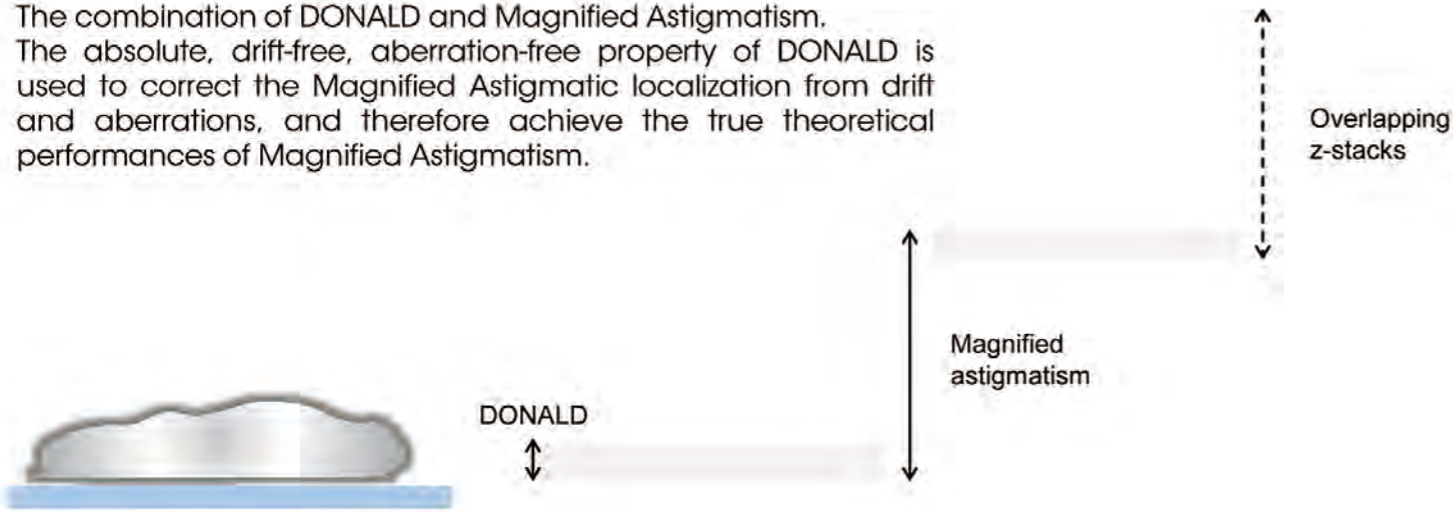 The combination of DONALD and Magnified Astigmatism.
The absolute, drift-free, aberration-free property of DONALD is
used to correct the Magnified Astigmatic localization from drift
and aberrations, and therefore achieve the true theoretical
performances of Magnified Astigmatism.
Overlapping
z-stacks
Magnified
astigmatism
DONALD